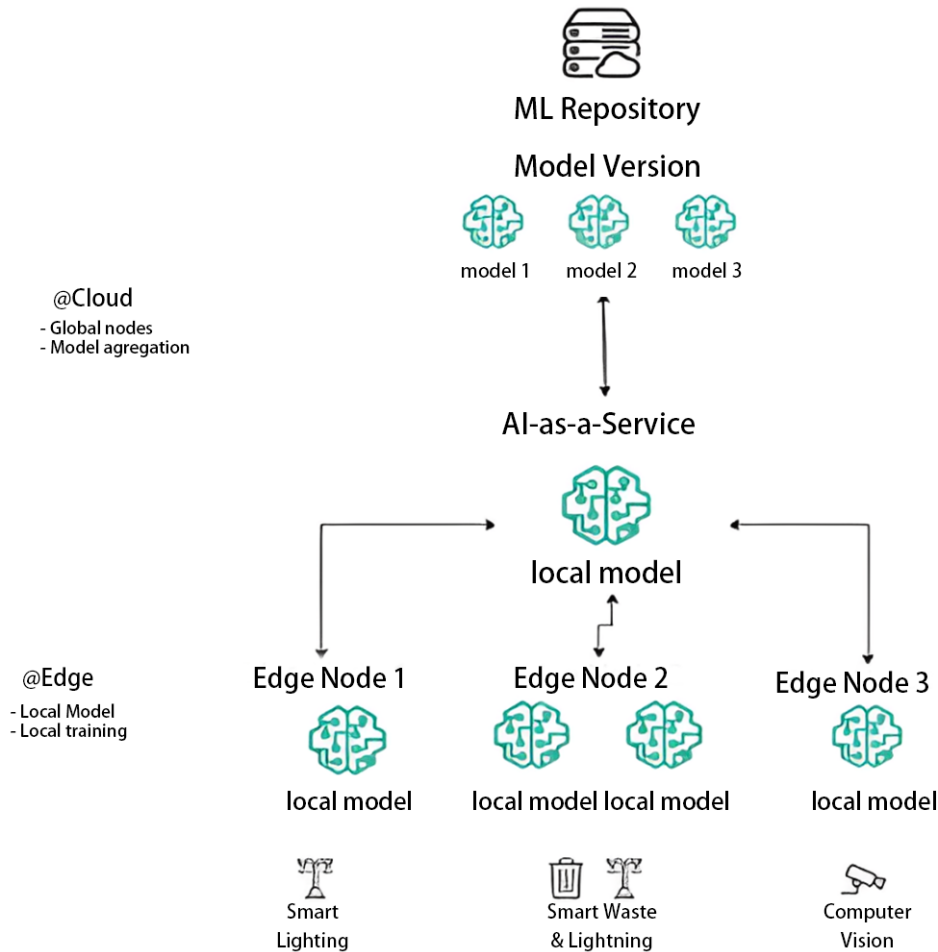 ML Repository
Model Version
model 1 model 2 model 3
@Cloud
- Global nodes
- Model agregation
AI-as-a-Service
local model
@Edge
- Local Model
- Local training
Edge Node 1 Edge Node 2 Edge Node 3
local model local model local model local model
Smart
Lighting
Smart Waste
& Lightning
Computer
Vision